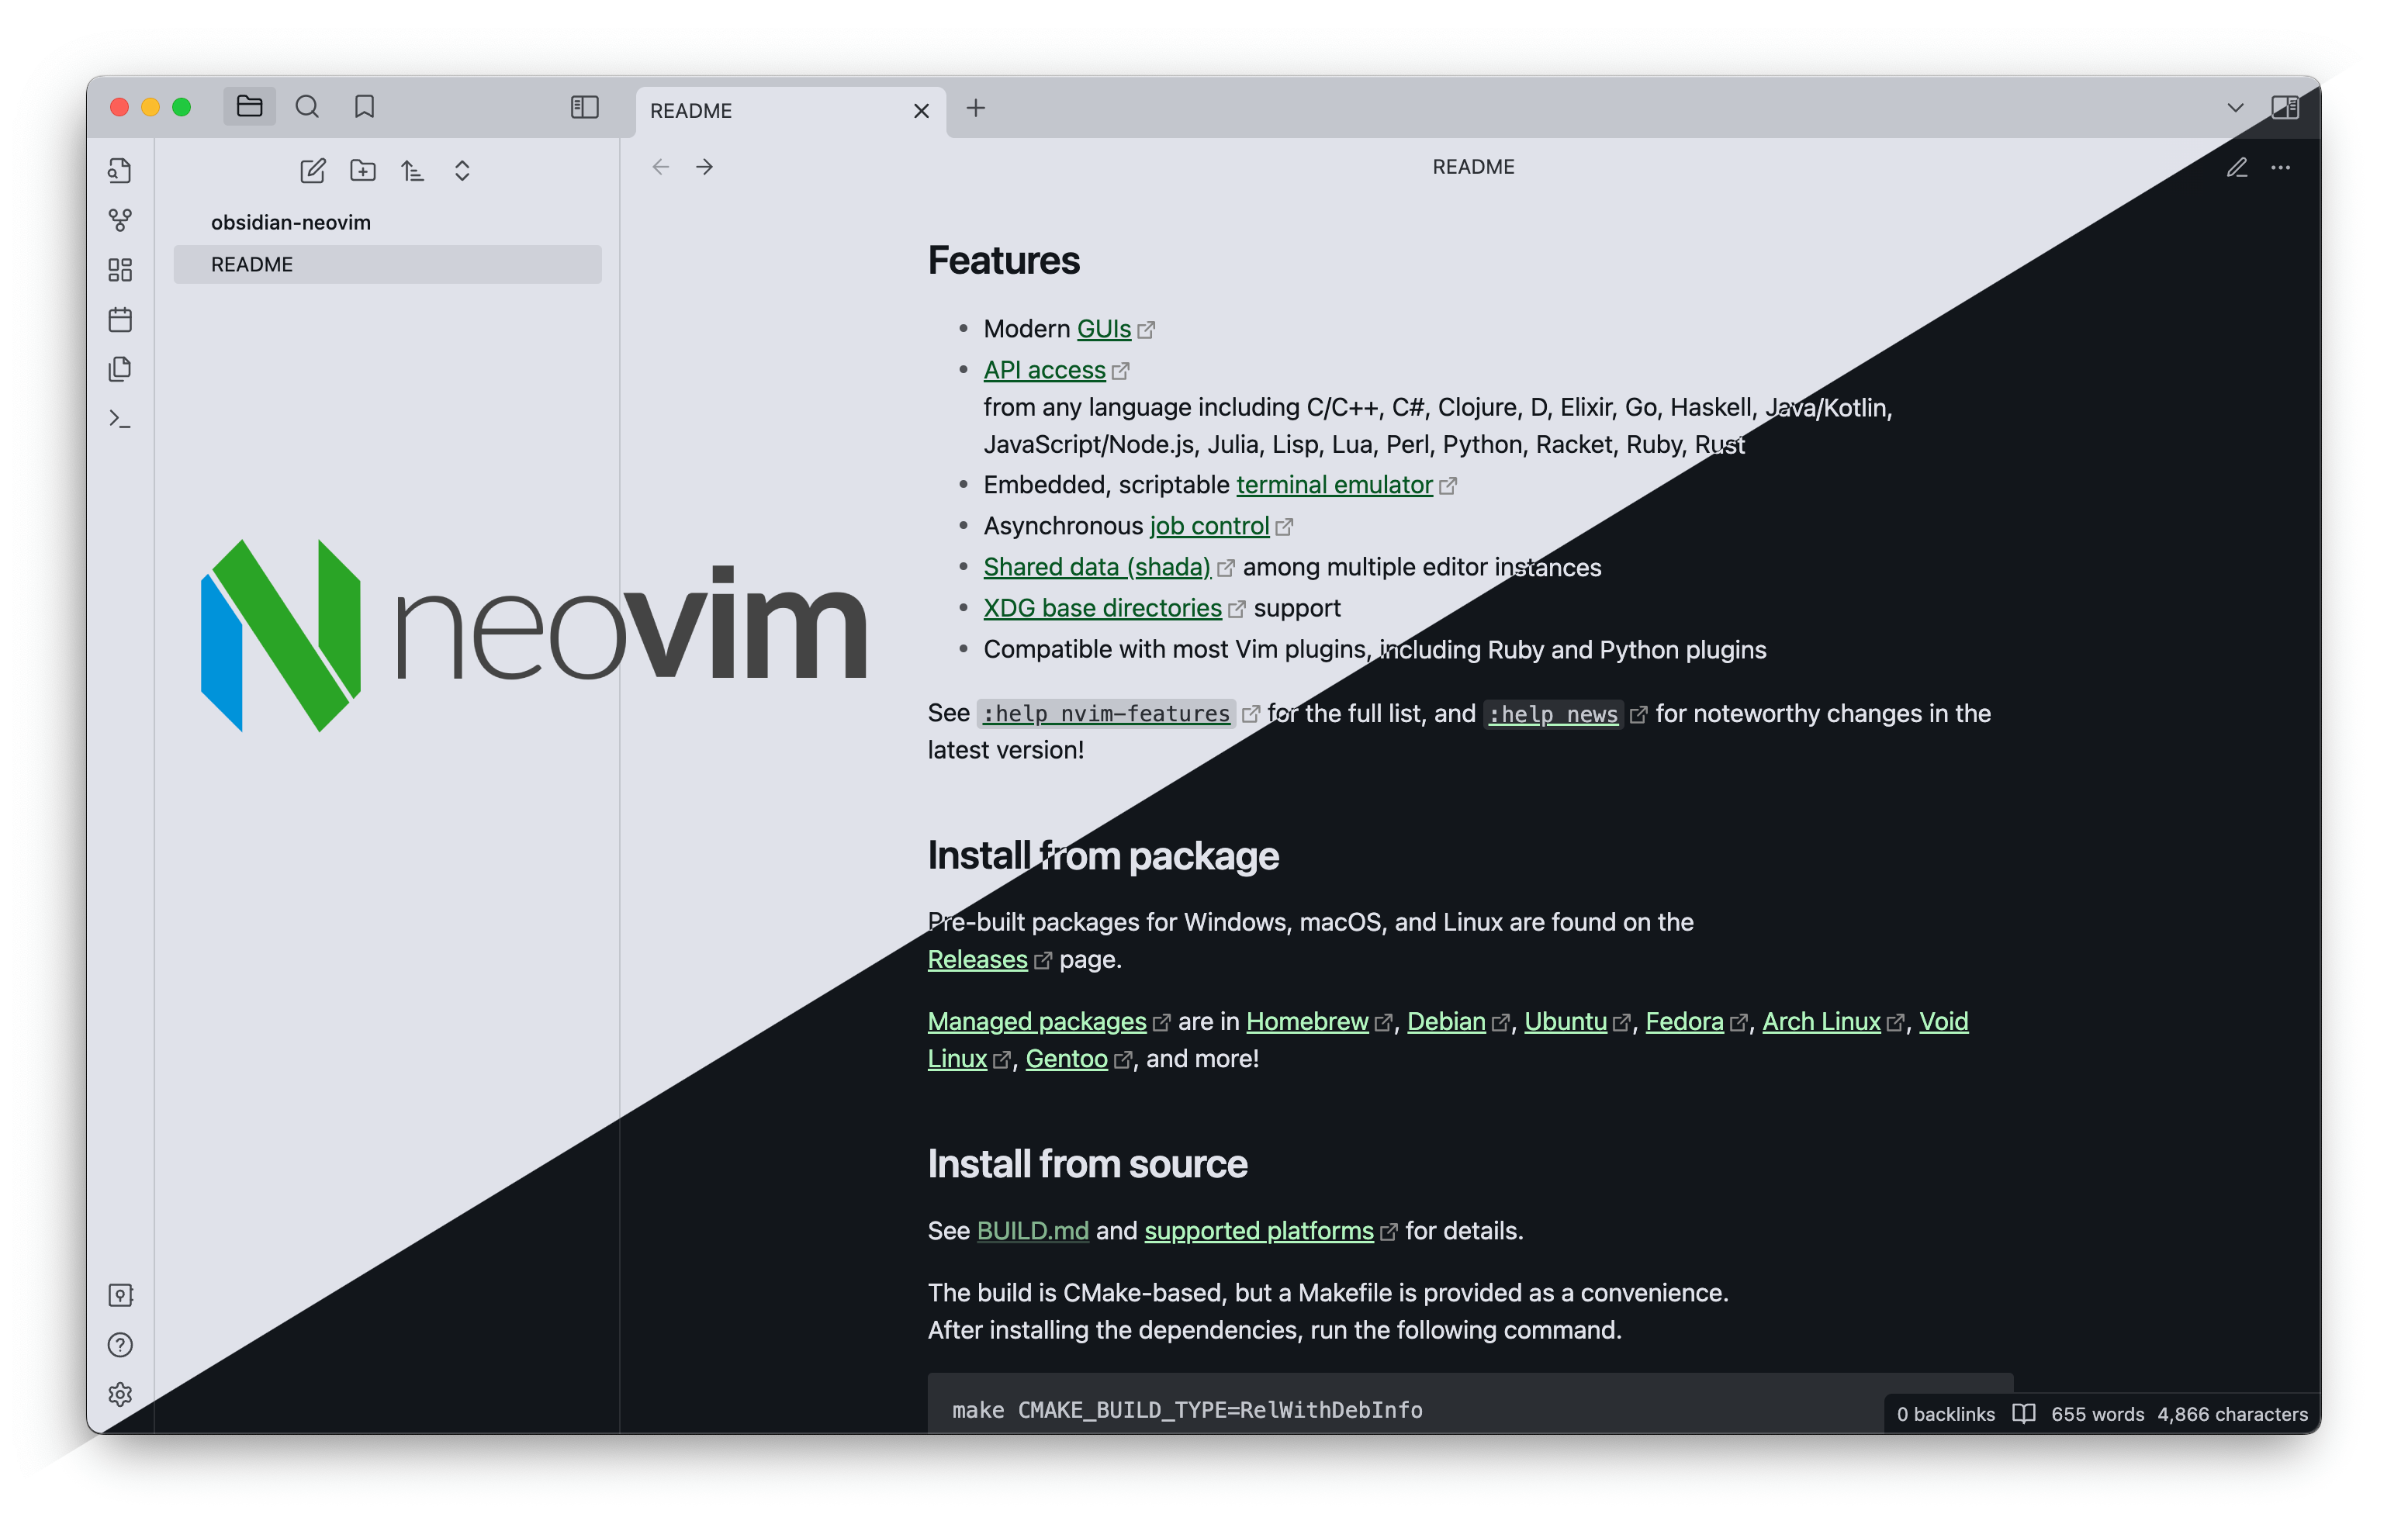 README
README
obsidian-neovim
README
neovim
Features
Modern GUIs
API access
from any language including C/C++, C#, Clojure, D, Elixir, Go, Haskell, Java/Kotlin,
JavaScript/Node.js, Julia, Lisp, Lua, Perl, Python, Racket, Ruby, Rust
Embedded, scriptable terminal emulator
Asynchronous job control
Shared data (shada) among multiple editor instances
XDG base directories support
Compatible with most Vim plugins, including Ruby and Python plugins
See :help nvim-features for the full list, and :help news for noteworthy changes in the
latest version!
Install from package
Pre-built packages for Windows, macOS, and Linux are found on the
Releases page.
Managed packages are in Homebrew, Debian, Ubuntu, Fedora, Arch Linux, Void
Linux, Gentoo, and more!
Install from source
See BUILD.md and supported platforms for details.
The build is CMake-based, but a Makefile is provided as a convenience.
After installing the dependencies, run the following command.
make CMAKE_BUILD_TYPE=RelWithDebInfo
0 backlinks 655 words 4,866 characters